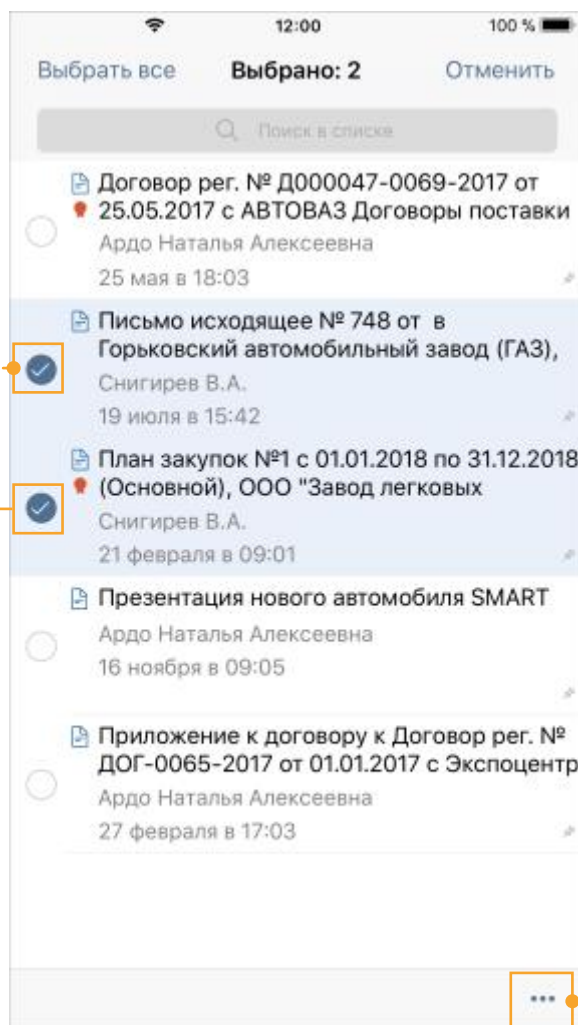 12:00
100 %
Выбрать все
Выбрано: 2
Отменить
Поиск в списке
Договор рег. № Д000047-0069-2017 от
25.05.2017 с АВТОВАЗ Договоры поставки
Ардо Наталья Алексеевна
25 мая в 18:03
Письмо исходящее № 748 от  в
Горьковский автомобильный завод (ГАЗ),
Снигирев В.А.
19 июля в 15:42
План закупок №1 с 01.01.2018 по 31.12.2018
(Основной), ООО "Завод легковых
Снигирев В.А.
21 февраля в 09:01
Презентация нового автомобиля SMART
Ардо Наталья Алексеевна
16 ноября в 09:05
Приложение к договору к Договор рег. №
ДОГ-0065-2017 от 01.01.2017 с Экспоцентр
Ардо Наталья Алексеевна
27 февраля в 17:03